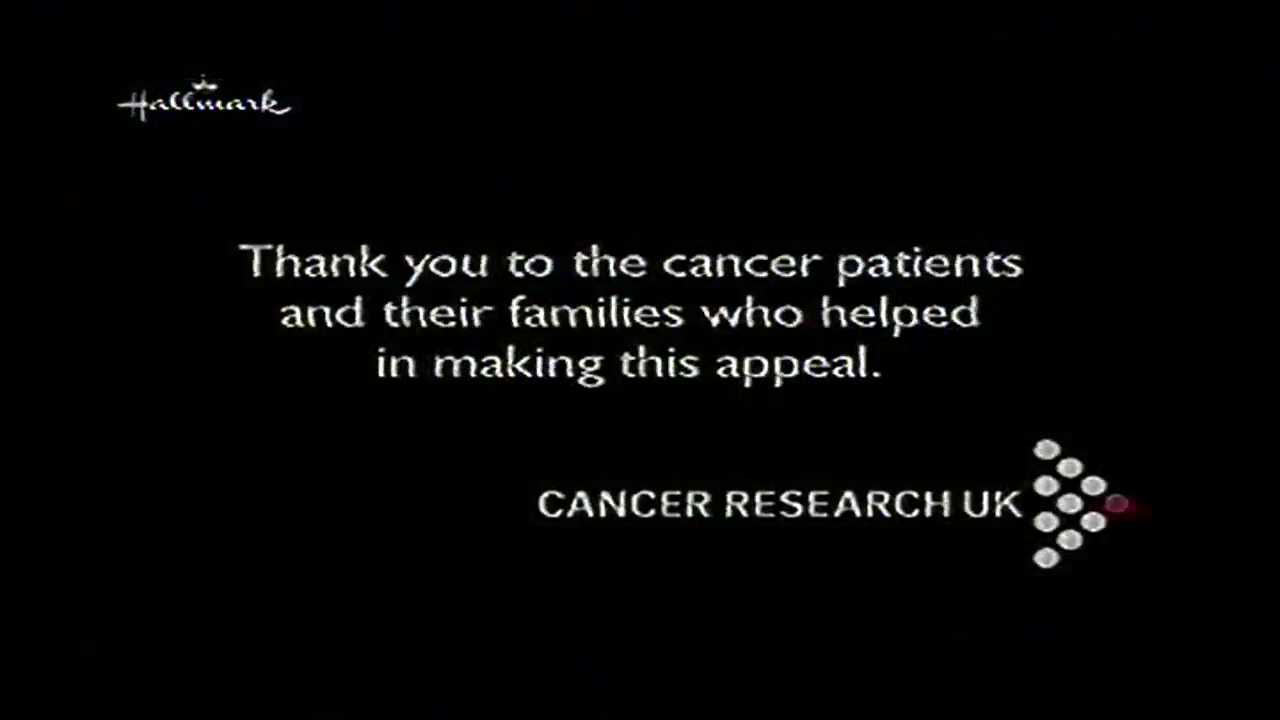 Hallmark
Thank you to the cancer patients
and their families who helped
in making this appeal.
CANCER RESEARCH UK